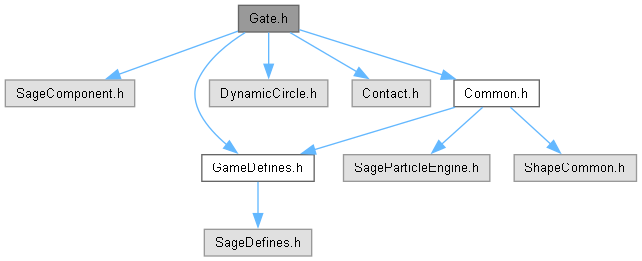 Gate.h
SageComponent.h
DynamicCircle.h
Contact.h
Common.h
GameDefines.h
SageParticleEngine.h
ShapeCommon.h
SageDefines.h